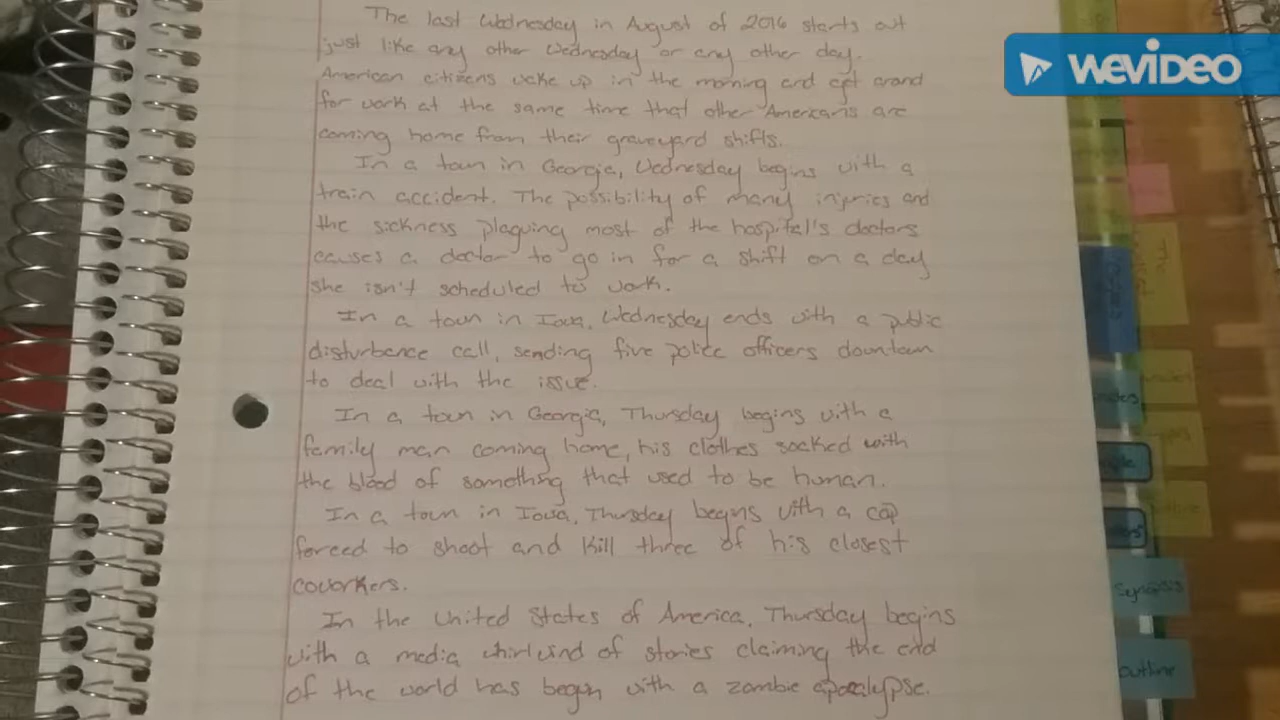 The last Wednesday in August of 2016 starts out
just like any other Wednesday or any other day.
American citizens wake up in the morning and get around
for work at the same time that other Americans are
coming home from their graveyard shifts.
In a town in Georgia, Wednesday begins with a
train accident. The possibility of many injuries and
the sickness plaguing most of the hospital's doctors
causes a doctor to go in for a shift on a day
she isn't scheduled to work.
In a town in Iowa, Wednesday ends with a public
disturbance call, sending five police officers downtown
to deal with the issue.
In a town in Georgia, Thursday begins with a
family man coming home, his clothes soaked with
the blood of something that used to be human.
In a town in Iowa, Thursday begins with a cop
forced to shoot and kill three of his closest
coworkers.
In the United States of America, Thursday begins
with a media whirlwind of stories claiming the end
of the world has begun with a zombie apocalypse.
WEVIDEO
Synopsis
Outline